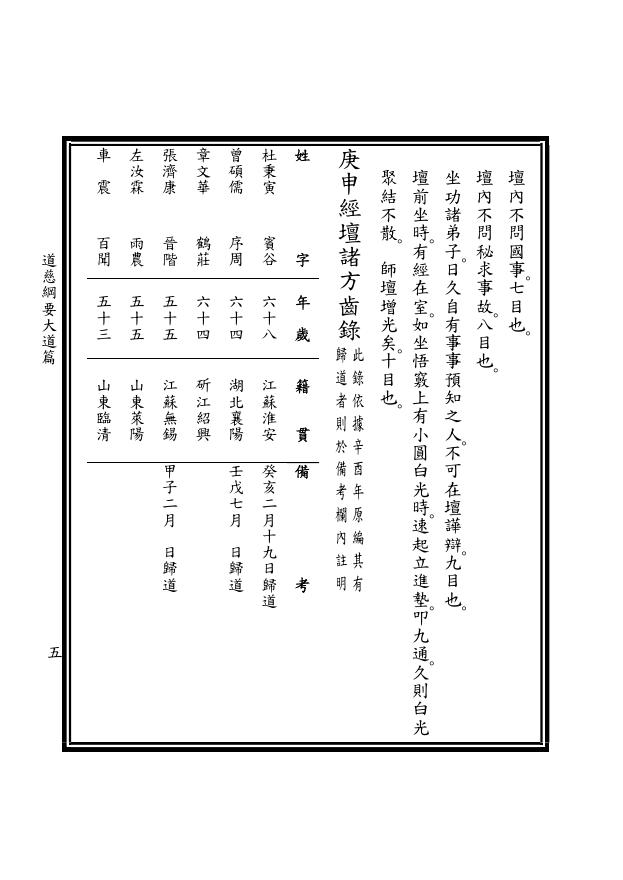 壇內不問國事。七目也。
壇內不問秘求事故。八目也。
坐功諸弟子。日久自有事事預知之人。不可在壇譁辯。九目也。
壇前坐時。有經在室。如坐悟竅上有小圓白光時。速起立進墊。叩九通。久則白光
聚結不散。 師壇增光矣。十目也。
庚申經壇諸方齒錄 此錄依據辛酉年原編其有
歸道者則於備考欄內註明
姓 字 年歲 籍貫 備考
杜秉寅 賓谷 六十八 江蘇淮安 癸亥二月十九日歸道
曾碩儒 序周 六十四 湖北襄陽 壬戊七月 日歸道
章文華 鶴莊 六十四 斫江紹興
張濟康 晉階 五十五 江蘇無錫 甲子二月 日歸道
左汝霖 雨農 五十五 山東萊陽
車震 百聞 五十三 山東臨清
道慈綱要大道篇
五